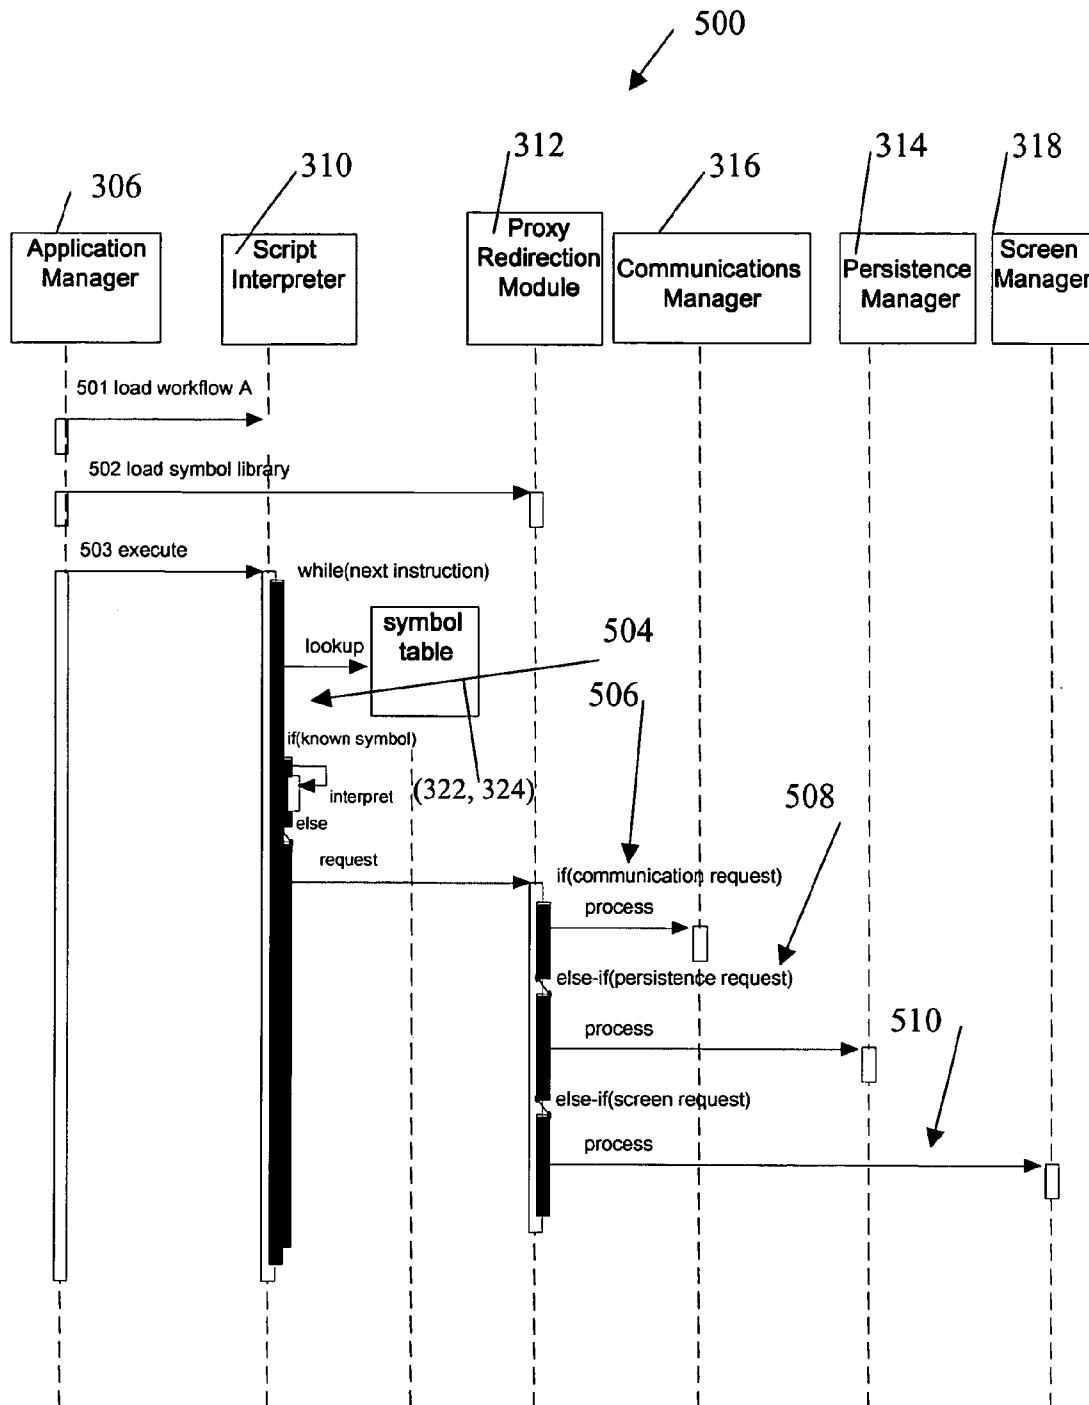 500
306
310
312
316
314
318
Application
Manager
Script
Interpreter
Proxy
Redirection
Module
Communications
Manager
Persistence
Manager
Screen
Manager
501 load workflow A
502 load symbol library
503 execute
while(next instruction)
symbol
table
lookup
504
506
if(known symbol)
(322, 324)
interpret
508
else
request
if(communication request)
process
else-if(persistence request)
510
process
else-if(screen request)
process